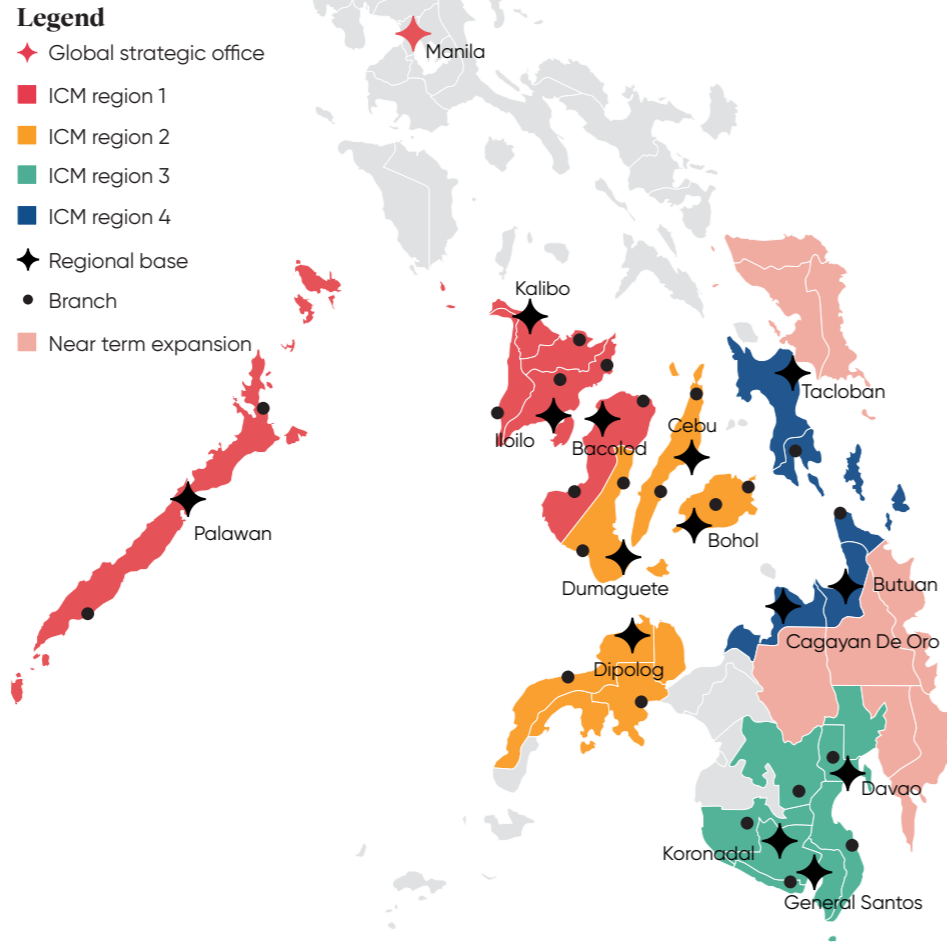 Legend
Global strategic office
ICM region 1
ICM region 2
ICM region 3
ICM region 4
Regional base
Branch
Near term expansion
Manila
Kalibo
Tacloban
Cebu
Iloilo
Bacolod
Palawan
Bohol
Butuan
Dumaguete
Cagayan De Oro
Dipolog
Davao
Koronadal
General Santos